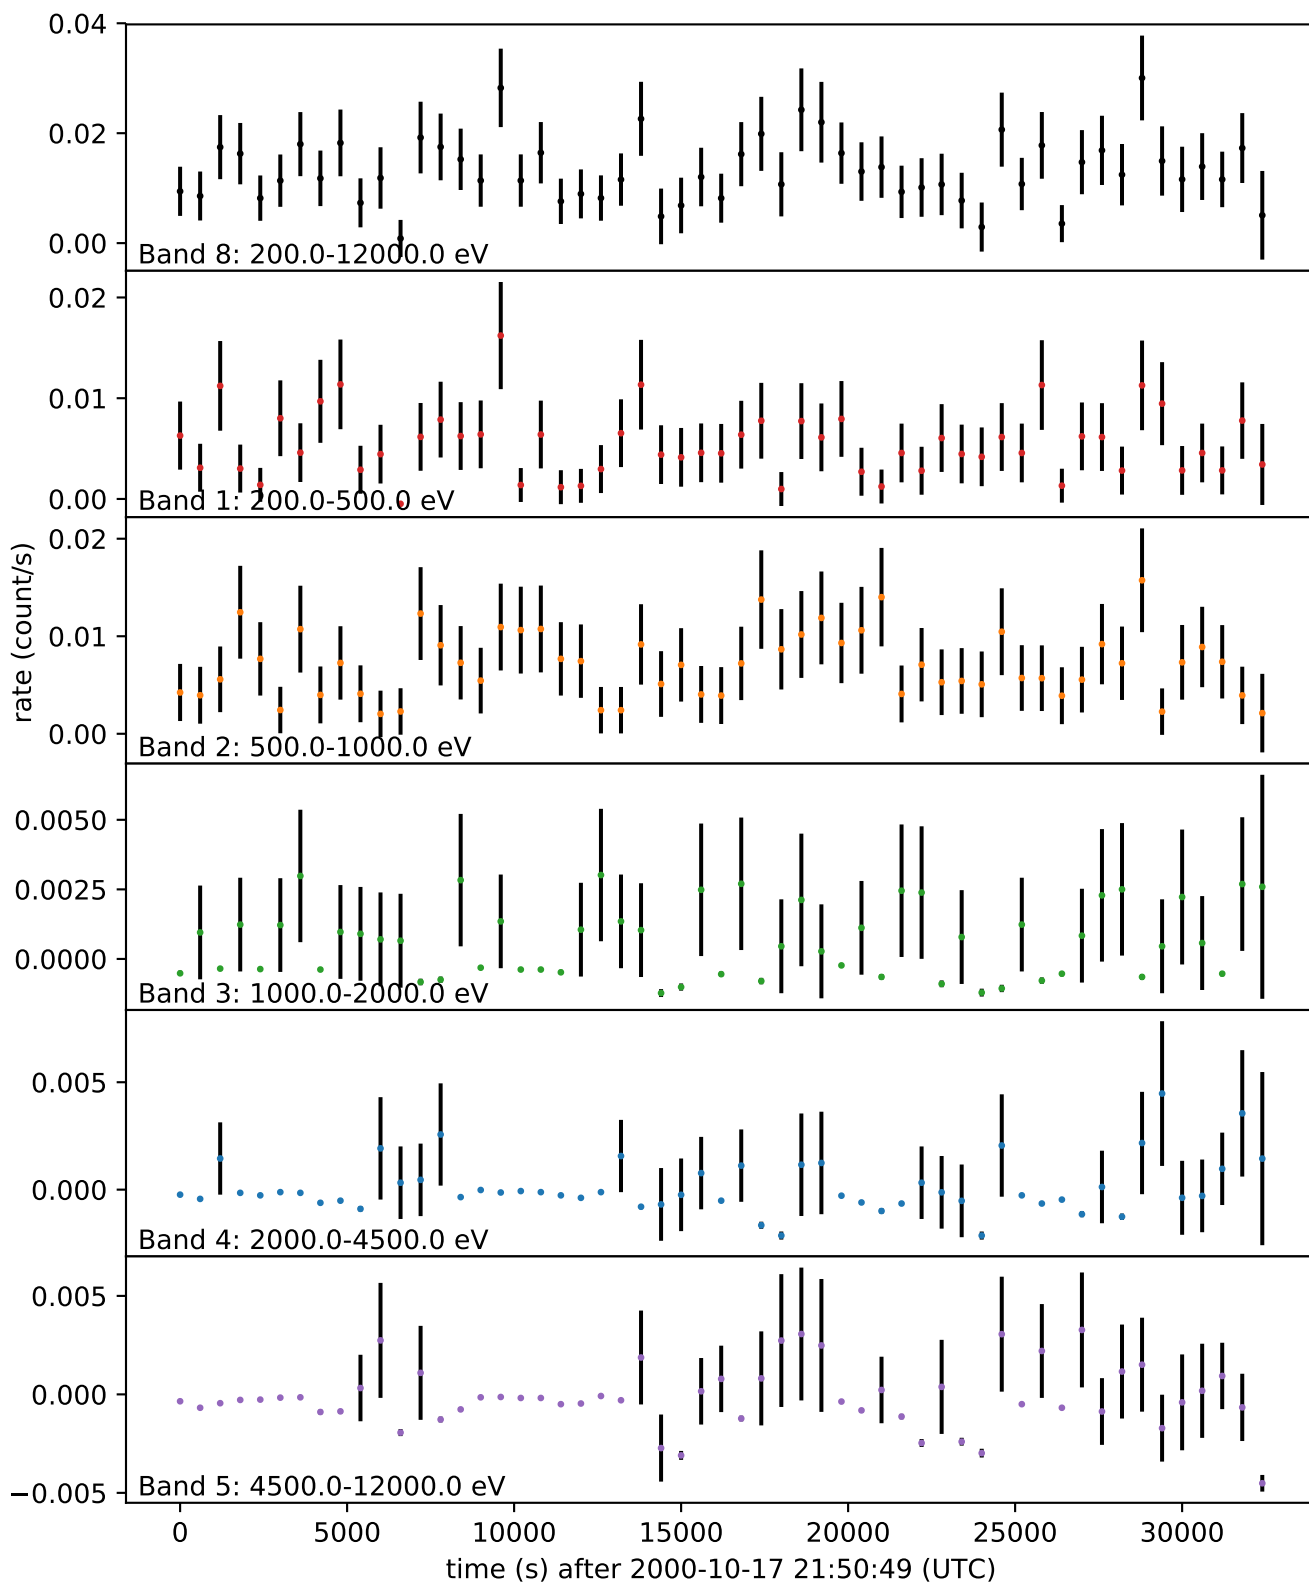 0.04
0.02
0.00
Band 8: 200.0-12000.0 eV
0.02
0.01
0.00
Band 1: 200.0-500.0 eV
rate (count/s)
0.02
0.01
0.00
Band 2: 500.0-1000.0 eV
0.0050
0.0025
0.0000
Band 3: 1000.0-2000.0 eV
0.005
0.000
Band 4: 2000.0-4500.0 eV
0.005
0.000
−0.005
Band 5: 4500.0-12000.0 eV
0 5000 10000 15000 20000 25000 30000
time (s) after 2000-10-17 21:50:49 (UTC)